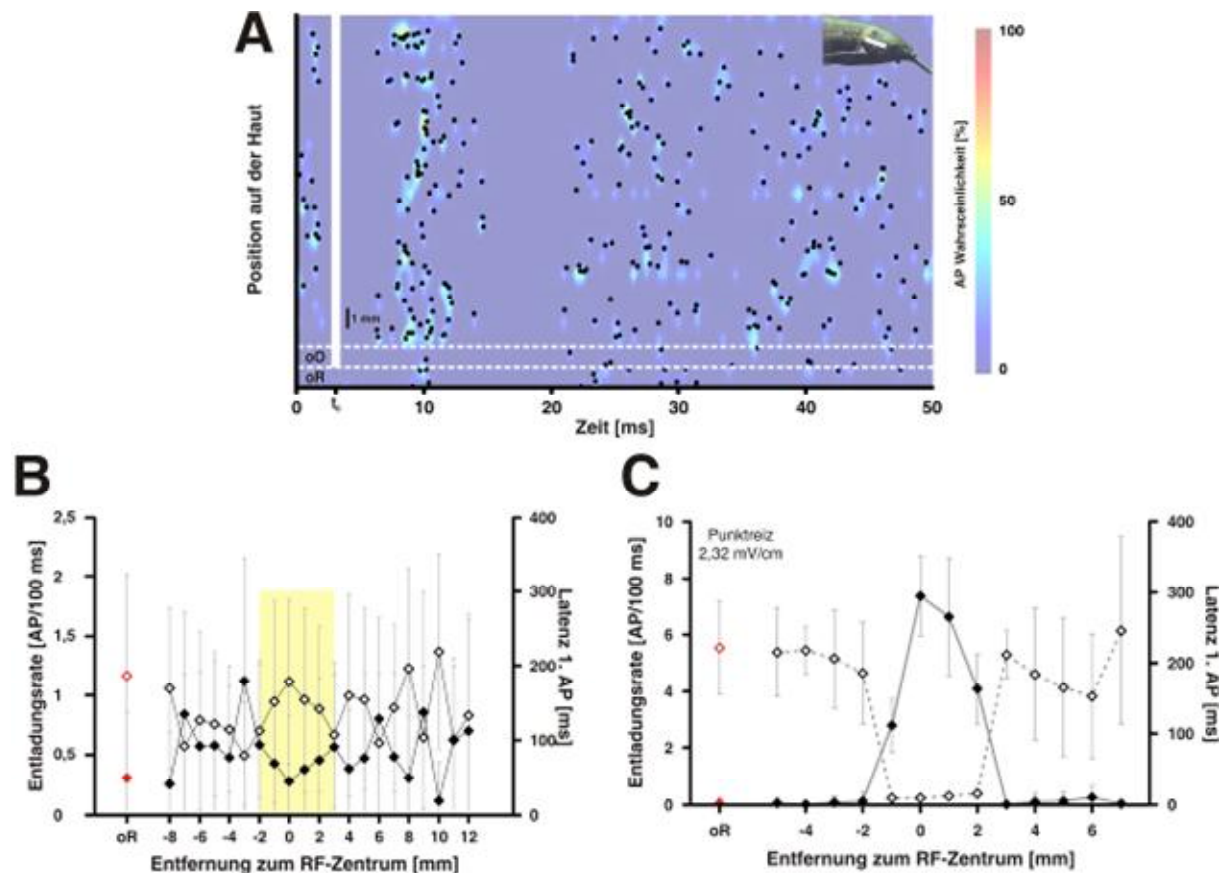 A
Position auf der Haut
1 mm
oO
oR
0
10
20
30
40
50
Zeit [ms]
100
50
0
AP Wahrseinlichkeit [%]
B
Entladungsrate [AP/100 ms]
2,5
2
1,5
1
0,5
0
400
300
200
100
0
Latenz 1. AP [ms]
oR
-8
-6
-4
-2
0
2
4
6
8
10
12
Entfernung zum RF-Zentrum [mm]
C
Punktreiz
2,32 mV/cm
Entladungsrate [AP/100 ms]
10
8
6
4
2
0
400
300
200
100
0
Latenz 1. AP [ms]
oR
-4
-2
0
2
4
6
Entfernung zum RF-Zentrum [mm]